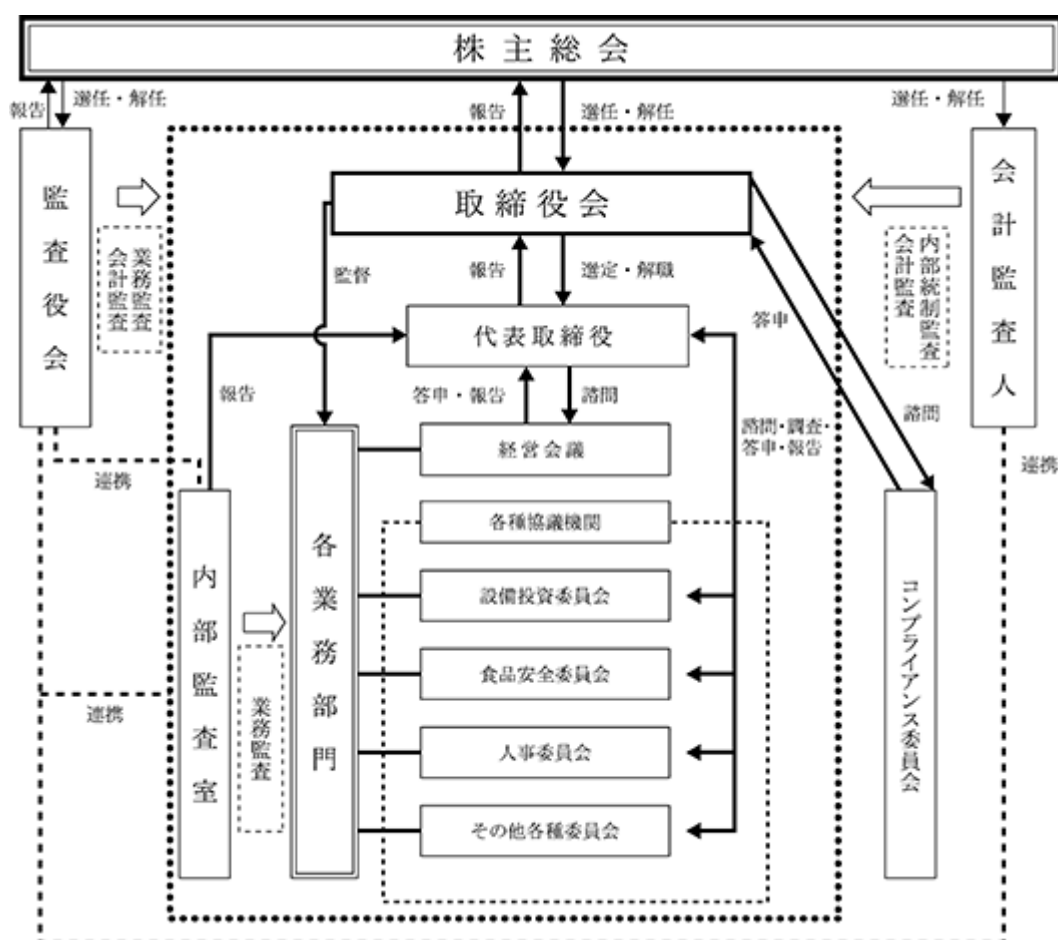 株主総会
報告
選任・解任
報告
選任・解任
選任・解任
監査役会
業務監査
会計監査
取締役会
会計監査人
内部統制監査
会計監査
監督
報告
選定・解職
答申
諮問
代表取締役
報告
答申・報告
諮問
諮問・調査・
答申・報告
経営会議
連携
連携
各種協議機関
内部監査室
業務監査
各業務部門
設備投資委員会
食品安全委員会
人事委員会
その他各種委員会
コンプライアンス委員会
連携